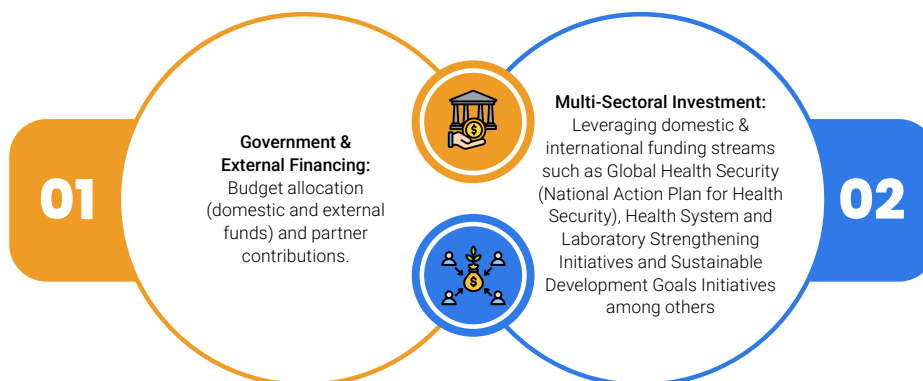 01
Government &
External Financing:
Budget allocation
(domestic and external
funds) and partner
contributions.
Multi-Sectoral Investment:
Leveraging domestic &
international funding streams
such as Global Health Security
(National Action Plan for Health
Security), Health System and
Laboratory Strengthening
Initiatives and Sustainable
Development Goals Initiatives
among others
02